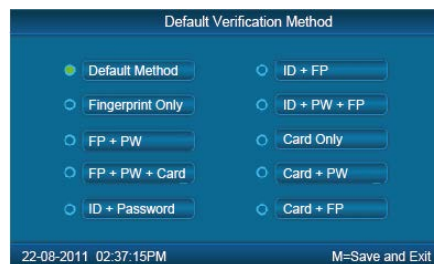 Default Verification Method
Default Method
Fingerprint Only
FP + PW
FP + PW + Card
ID + Password
ID + FP
ID + PW + FP
Card Only
Card + PW
Card + FP
22-08-2011 02:37:15PM
M=Save and Exit